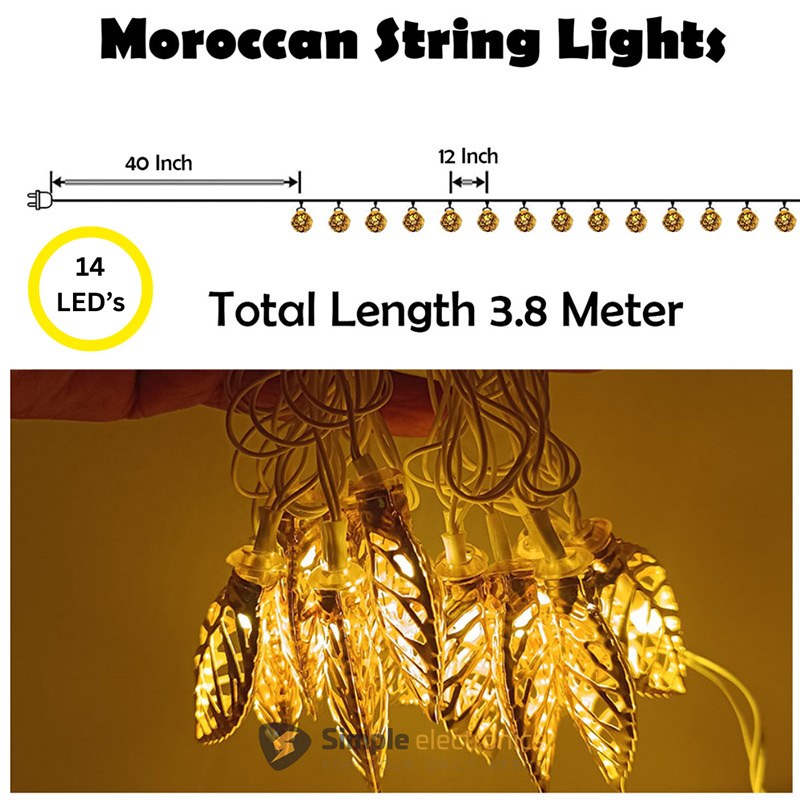 Moroccan String Lights
40 Inch
12 Inch
14
LED’s
Total Length 3.8 Meter
Simple electronics